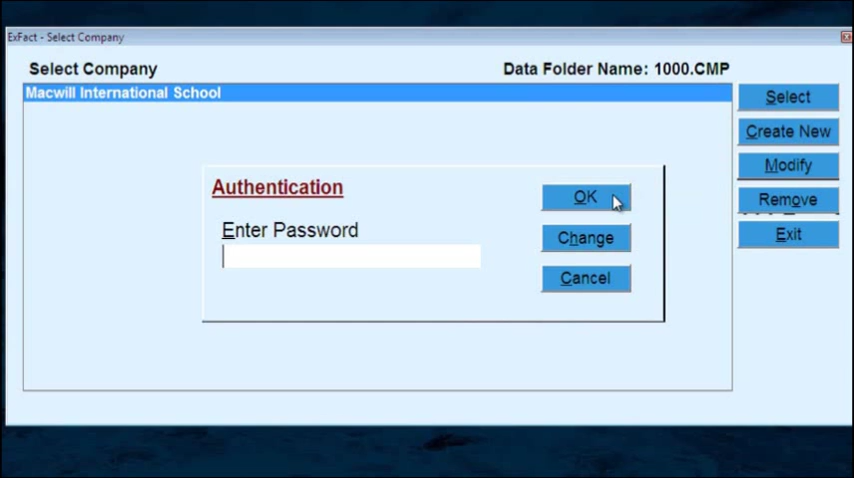 ExFact - Select Company
Select Company
Data Folder Name: 1000.CMP
Macwill International School
Select
Create New
Modify
Remove
Exit
Authentication
Enter Password
OK
Change
Cancel